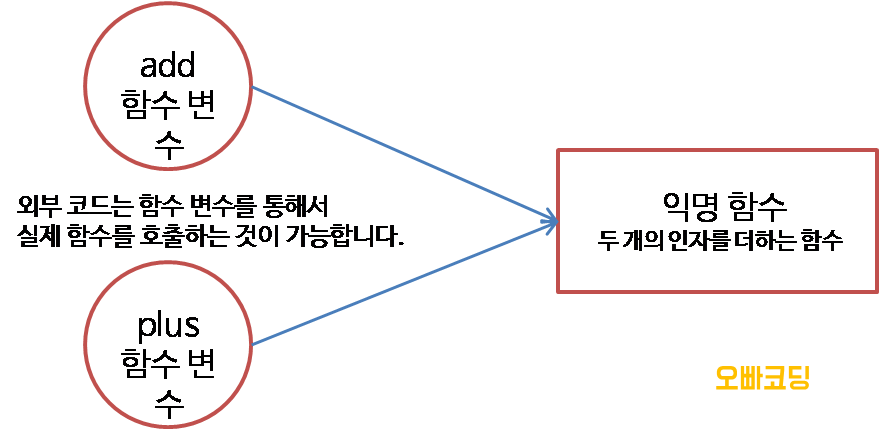 add
함수 변
수
외부 코드는 함수 변수를 통해서
실제 함수를 호출하는 것이 가능합니다.
익명 함수
두 개의 인자를 더하는 함수
plus
함수 변
수
오빠코딩